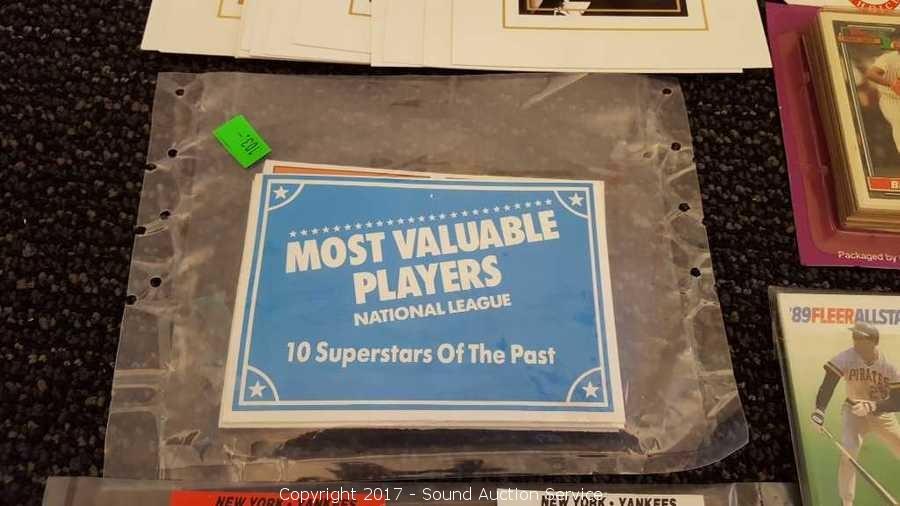 103.-
MOST VALUABLE
PLAYERS
NATIONAL LEAGUE
10 Superstars Of The Past
Packaged by
'89 FLEER ALLSTA
PIRATES
NEW YORK • YANKEES
NEW YORK • YANKEES
Copyright 2017 - Sound Auction Service